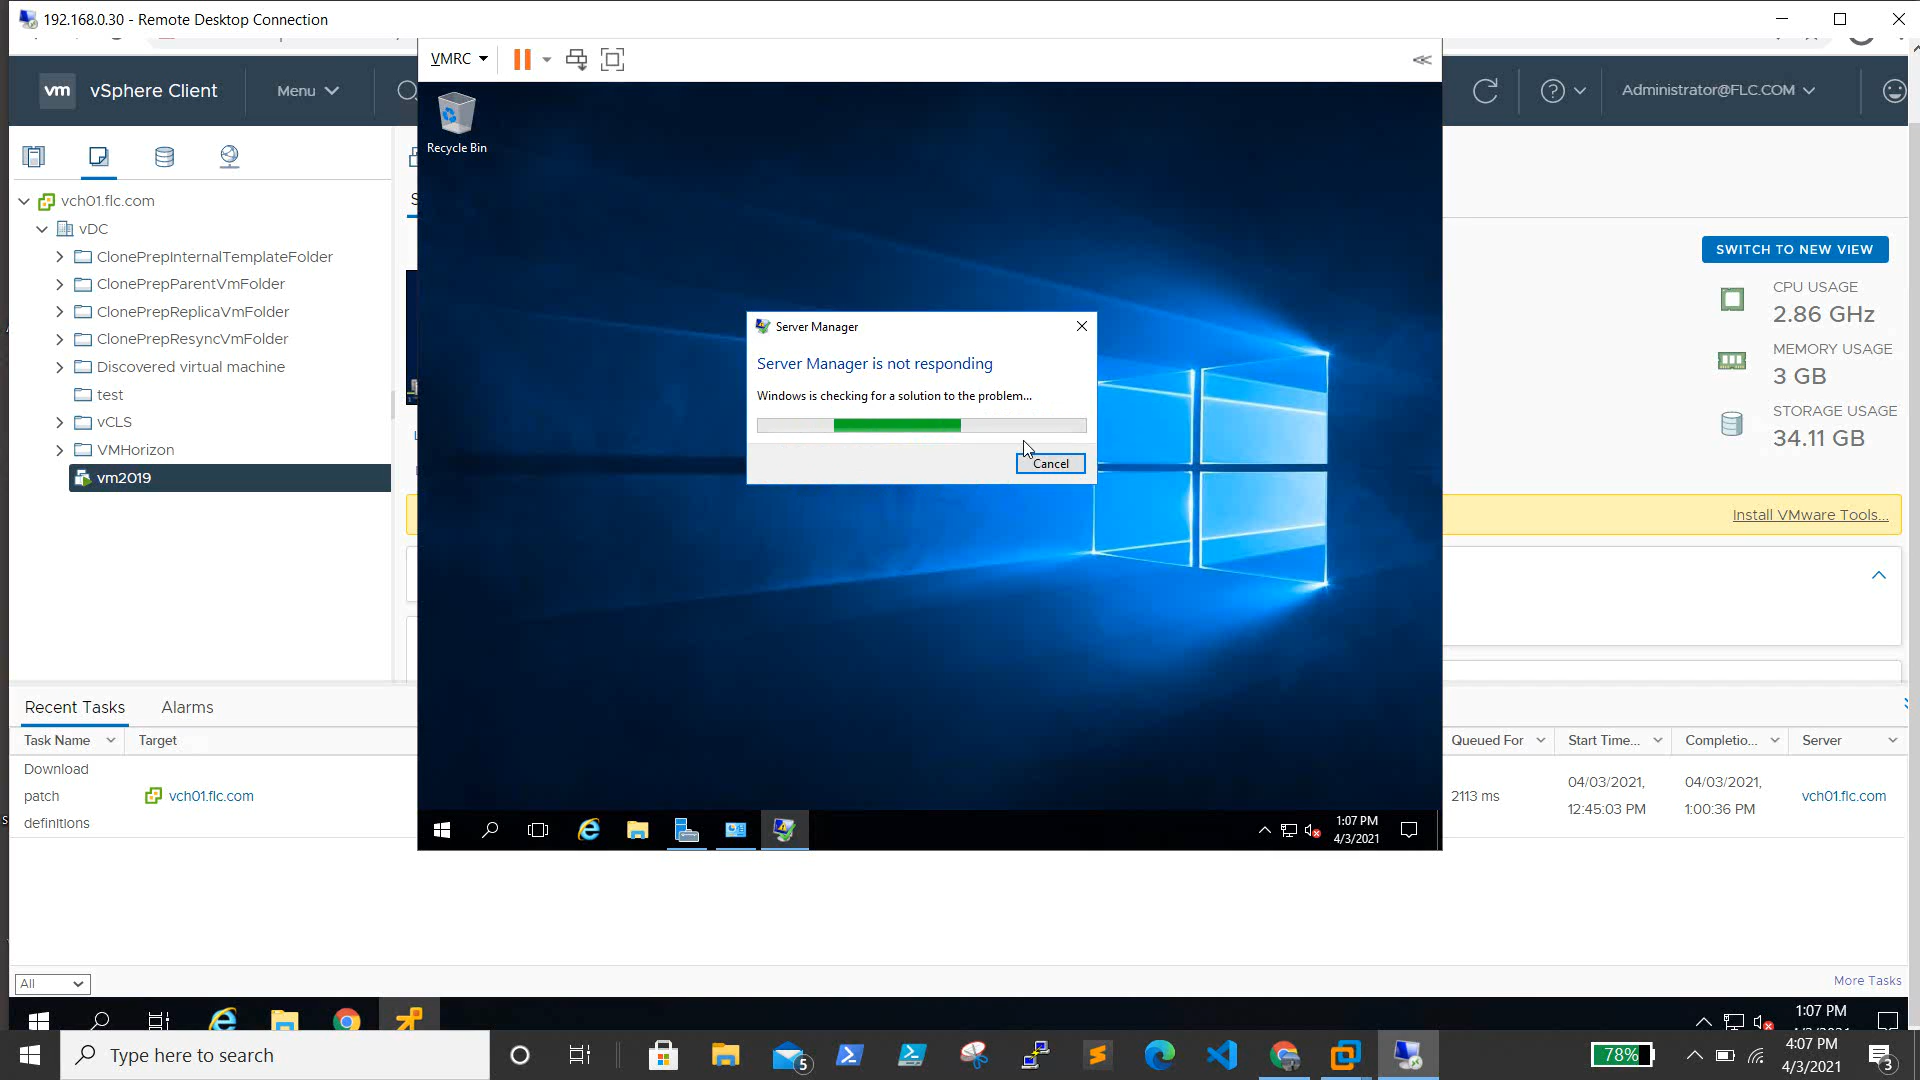 192.168.0.30 - Remote Desktop Connection
VMRC
vm vSphere Client Menu
Administrator@FLC.COM
Recycle Bin
vch01.flc.com
vDC
ClonePrepInternalTemplateFolder
ClonePrepParentVmFolder
ClonePrepReplicaVmFolder
ClonePrepResyncVmFolder
Discovered virtual machine
test
vCLS
VMHorizon
vm2019
Server Manager
Server Manager is not responding
Windows is checking for a solution to the problem...
Cancel
SWITCH TO NEW VIEW
CPU USAGE
2.86 GHz
MEMORY USAGE
3 GB
STORAGE USAGE
34.11 GB
Install VMware Tools...
Recent Tasks Alarms
Task Name Target Queued For Start Time... Completio... Server
Download
patch
definitions
vch01.flc.com
2113 ms
04/03/2021,
12:45:03 PM
04/03/2021,
1:00:36 PM
vch01.flc.com
1:07 PM
4/3/2021
All
More Tasks
1:07 PM
Type here to search
5
78%
4:07 PM
4/3/2021
3